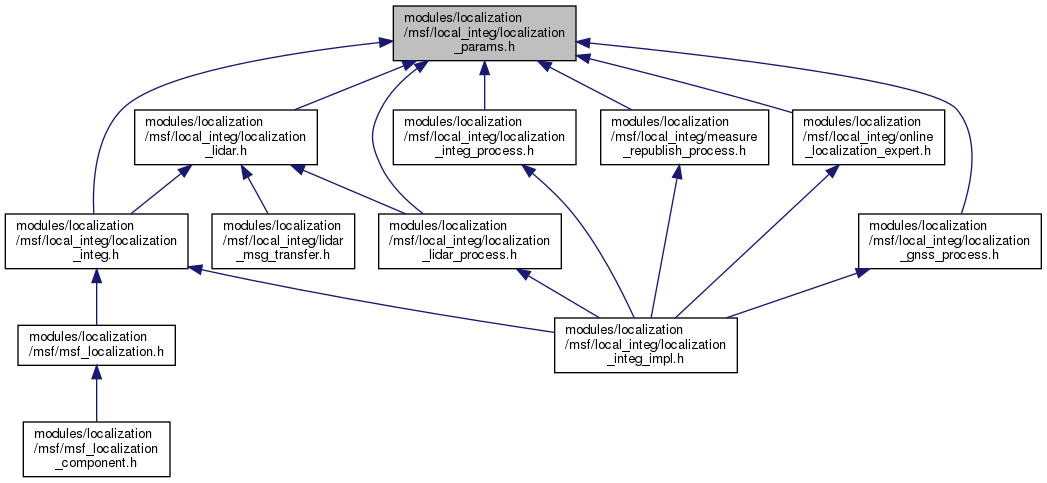 modules/localization
/msf/local_integ/localization
_params.h
modules/localization
/msf/local_integ/localization
_lidar.h
modules/localization
/msf/local_integ/localization
_integ_process.h
modules/localization
/msf/local_integ/measure
_republish_process.h
modules/localization
/msf/local_integ/online
_localization_expert.h
modules/localization
/msf/local_integ/localization
_integ.h
modules/localization
/msf/local_integ/lidar
_msg_transfer.h
modules/localization
/msf/local_integ/localization
_lidar_process.h
modules/localization
/msf/local_integ/localization
_gnss_process.h
modules/localization
/msf/msf_localization.h
modules/localization
/msf/local_integ/localization
_integ_impl.h
modules/localization
/msf/msf_localization
_component.h